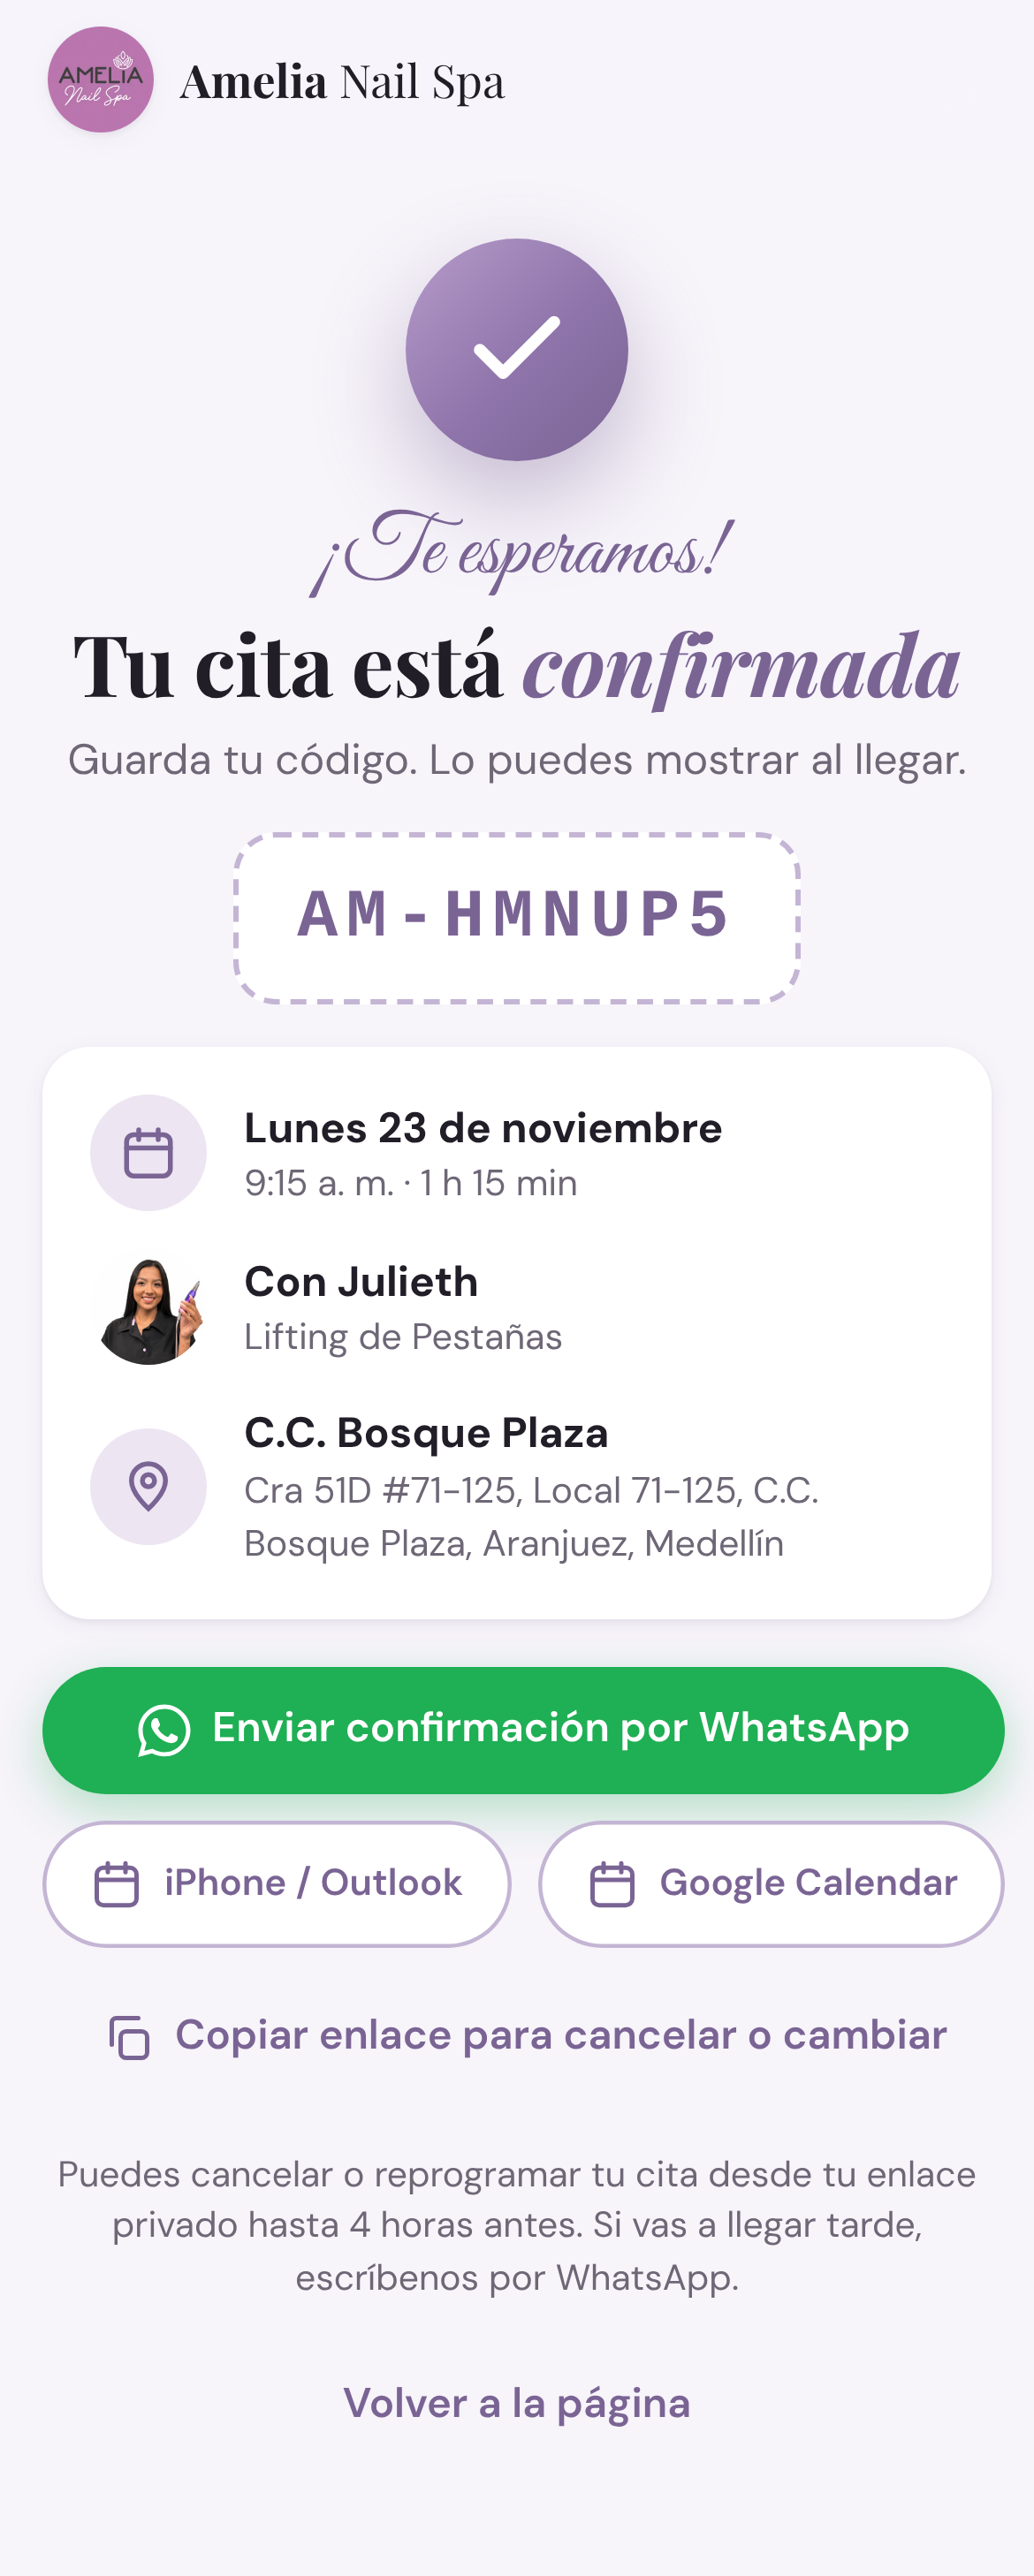 AMELIA
Nail Spa
Amelia Nail Spa
¡Te esperamos!
Tu cita está confirmada
Guarda tu código. Lo puedes mostrar al llegar.
AM-HMNUP5
Lunes 23 de noviembre
9:15 a. m. · 1 h 15 min
Con Julieth
Lifting de Pestañas
C.C. Bosque Plaza
Cra 51D #71-125, Local 71-125, C.C.
Bosque Plaza, Aranjuez, Medellín
Enviar confirmación por WhatsApp
iPhone / Outlook
Google Calendar
Copiar enlace para cancelar o cambiar
Puedes cancelar o reprogramar tu cita desde tu enlace
privado hasta 4 horas antes. Si vas a llegar tarde,
escríbenos por WhatsApp.
Volver a la página